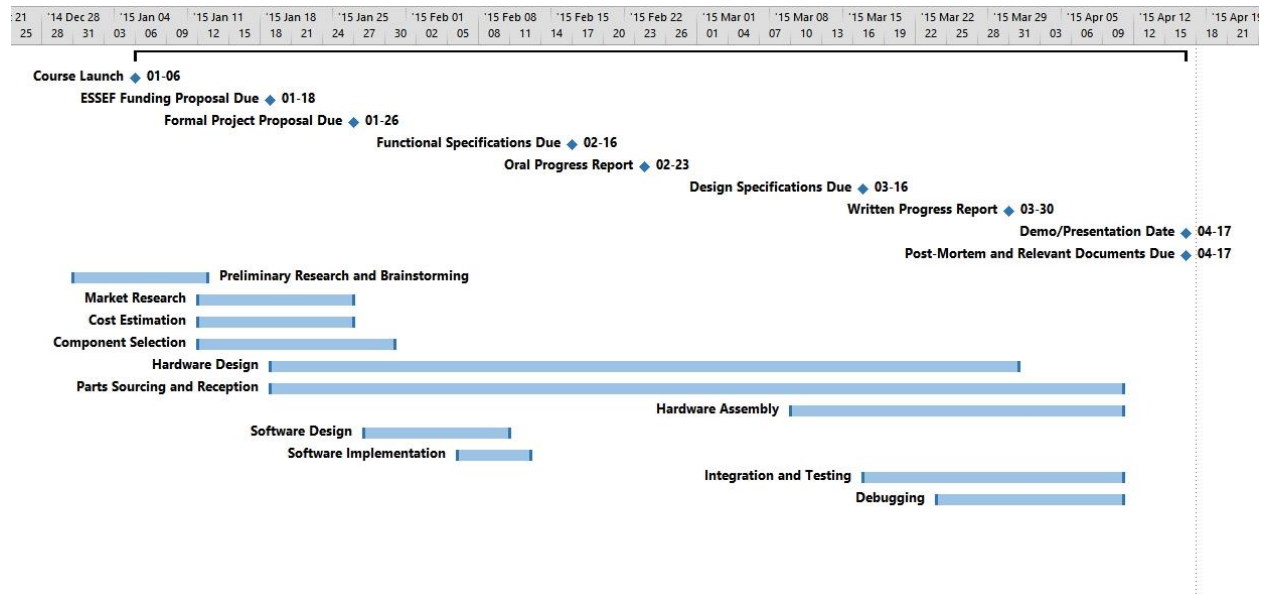 : 21 '14 Dec 28 '15 Jan 04 '15 Jan 11 '15 Jan 18 '15 Jan 25 '15 Feb 01 '15 Feb 08 '15 Feb 15 '15 Feb 22 '15 Mar 01 '15 Mar 08 '15 Mar 15 '15 Mar 22 '15 Mar 29 '15 Apr 05 '15 Apr 12 '15 Apr 19
25 28 31 03 06 09 12 15 18 21 24 27 30 02 05 08 11 14 17 20 23 26 01 04 07 10 13 16 19 22 25 28 31 03 06 09 12 15 18 21
Course Launch 01-06
ESSEF Funding Proposal Due 01-18
Formal Project Proposal Due 01-26
Functional Specifications Due 02-16
Oral Progress Report 02-23
Design Specifications Due 03-16
Written Progress Report 03-30
Demo/Presentation Date 04-17
Post-Mortem and Relevant Documents Due 04-17
Preliminary Research and Brainstorming
Market Research
Cost Estimation
Component Selection
Hardware Design
Parts Sourcing and Reception
Hardware Assembly
Software Design
Software Implementation
Integration and Testing
Debugging